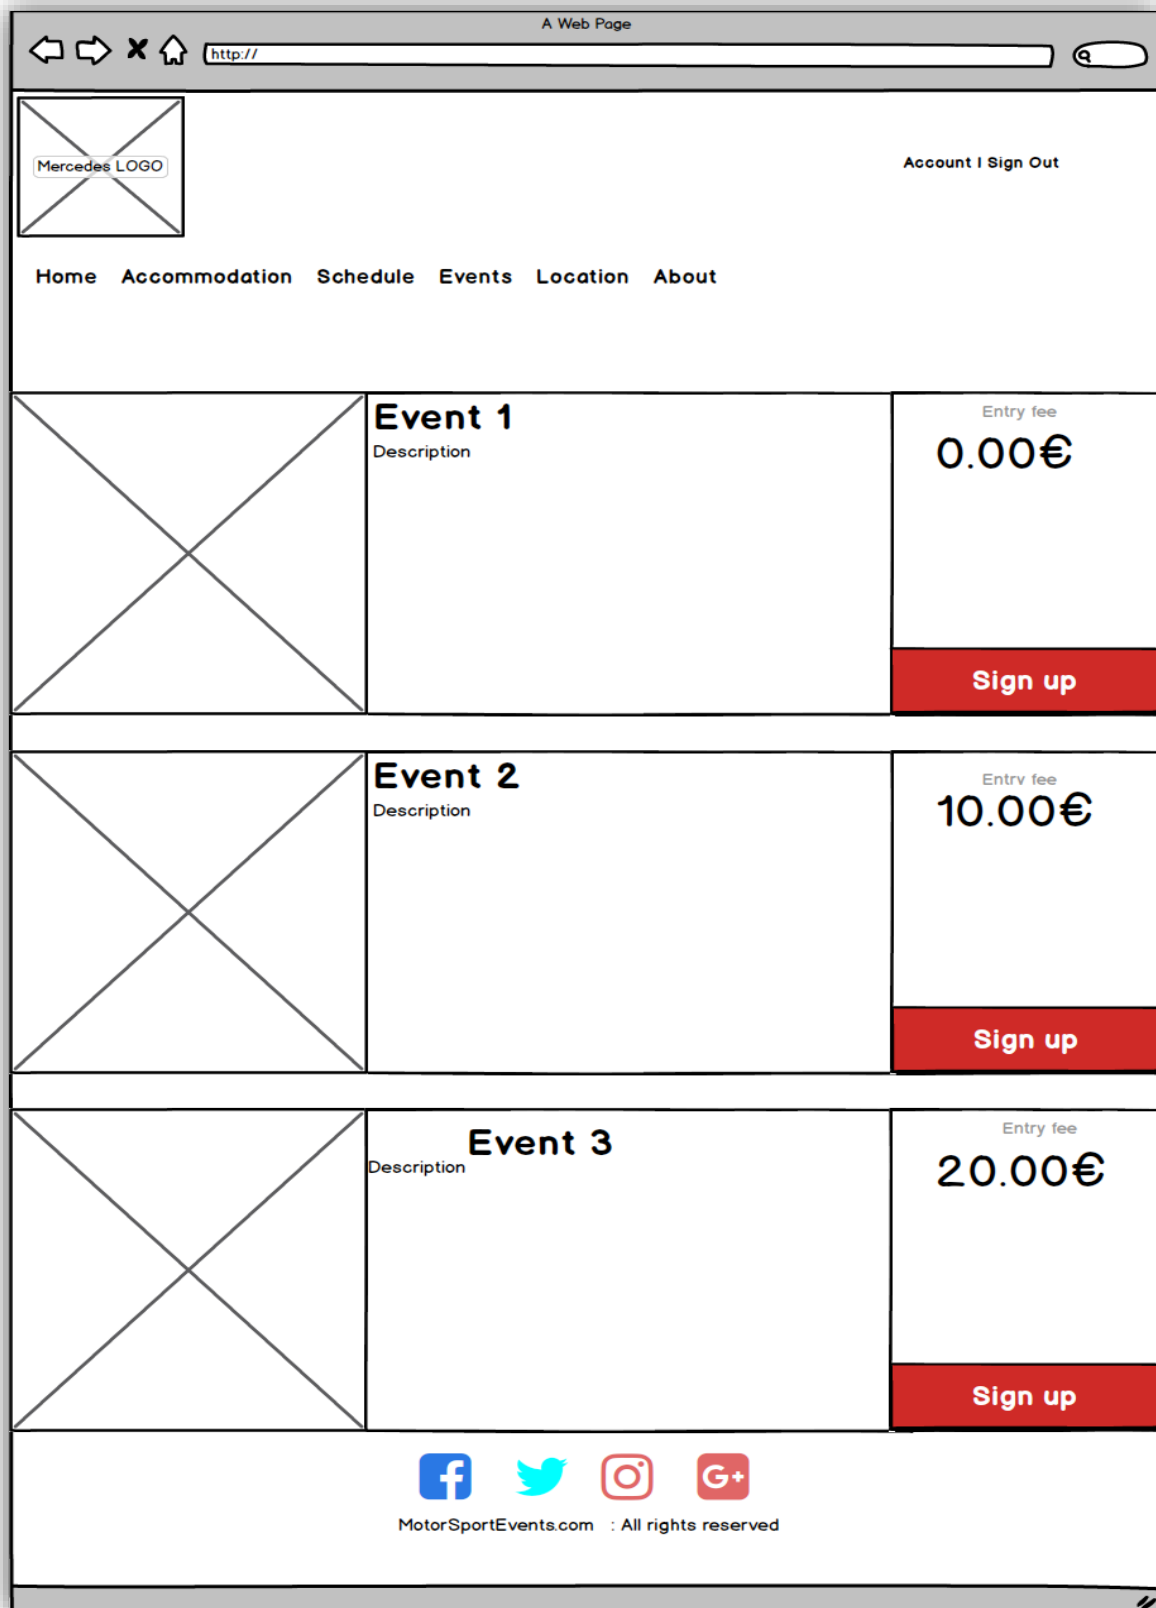 A Web Page
http://
Mercedes LOGO
Account | Sign Out
Home Accommodation Schedule Events Location About
Event 1
Description
Entry fee
0.00€
Sign up
Event 2
Description
Entry fee
10.00€
Sign up
Event 3
Description
Entry fee
20.00€
Sign up
MotorSportEvents.com : All rights reserved